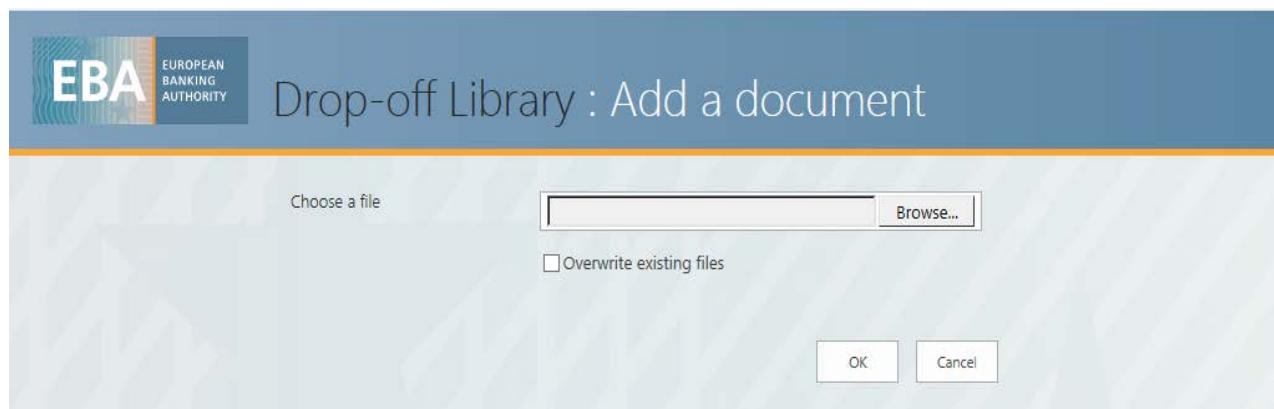 EBA
EUROPEAN
BANKING
AUTHORITY
Drop-off Library : Add a document
Choose a file
Browse...
Overwrite existing files
OK
Cancel